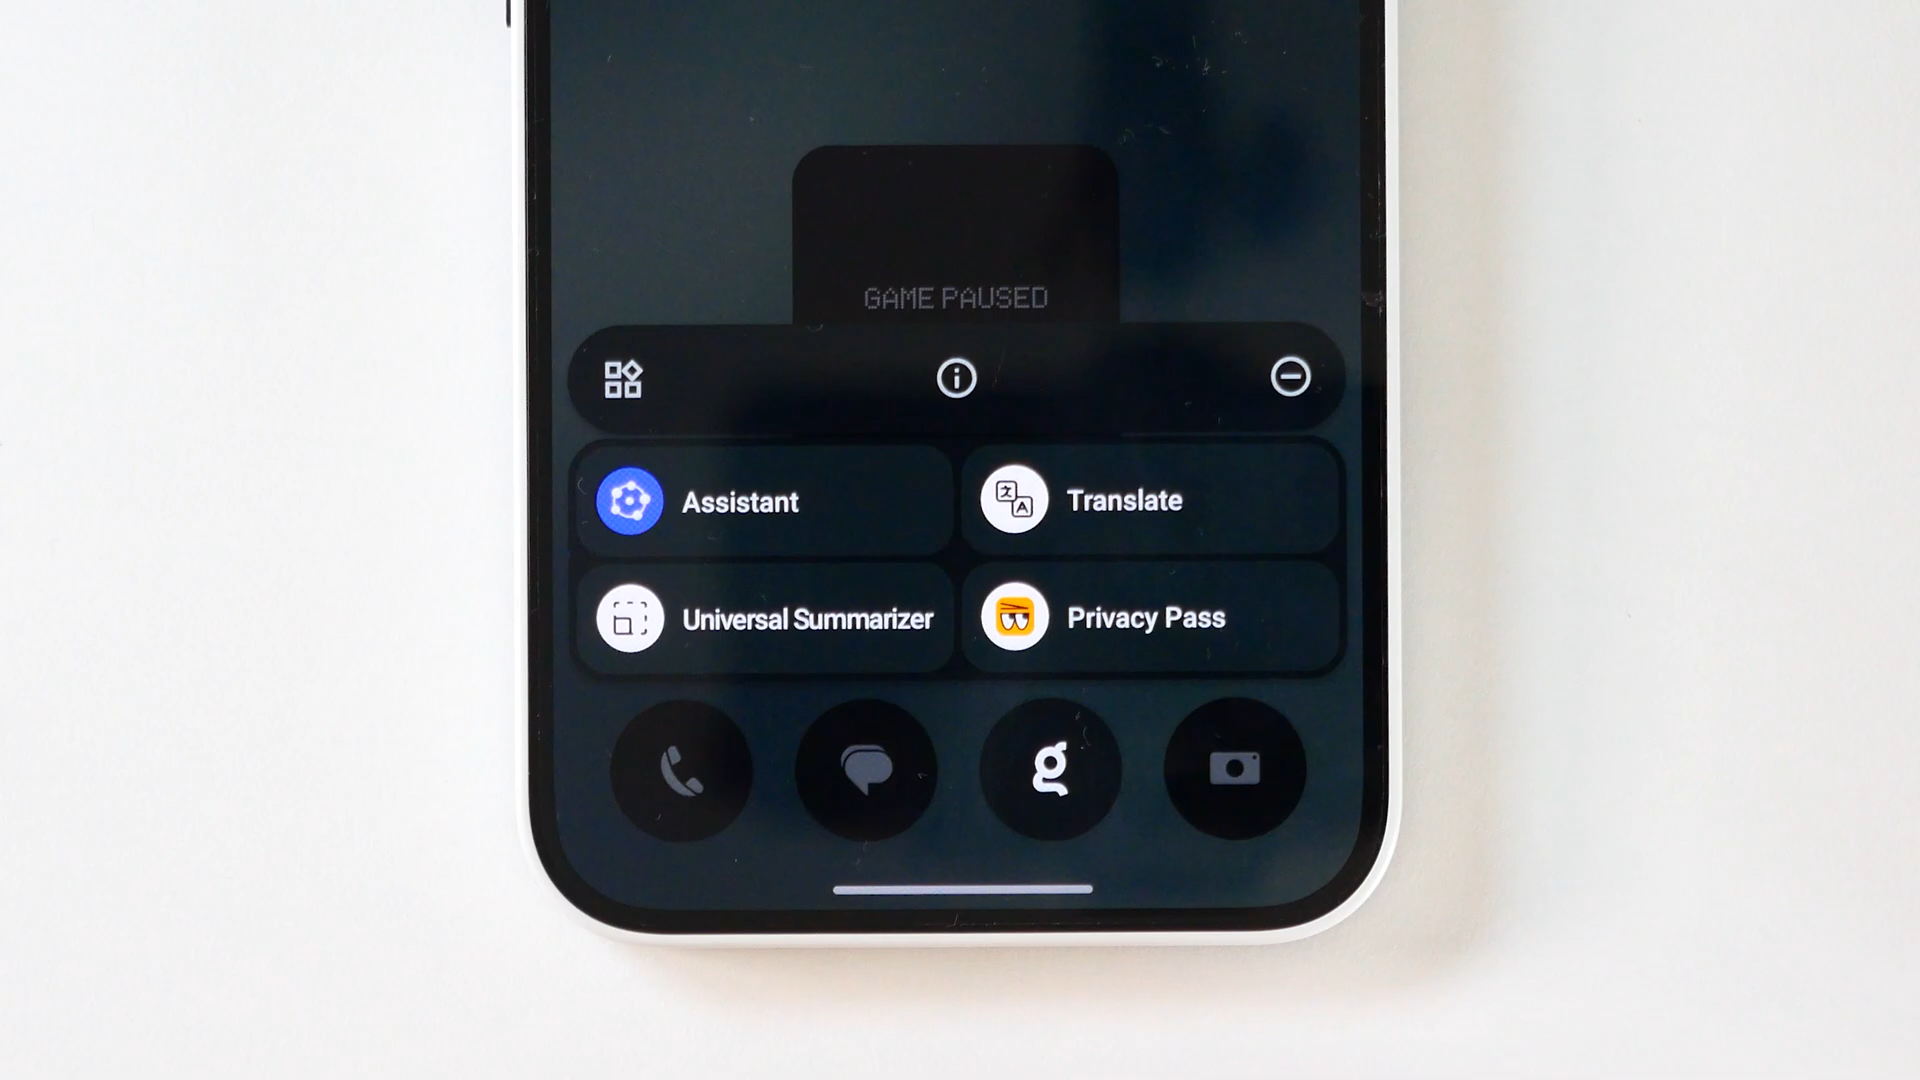 GAME PAUSED
Assistant
Translate
Universal Summarizer
Privacy Pass
g